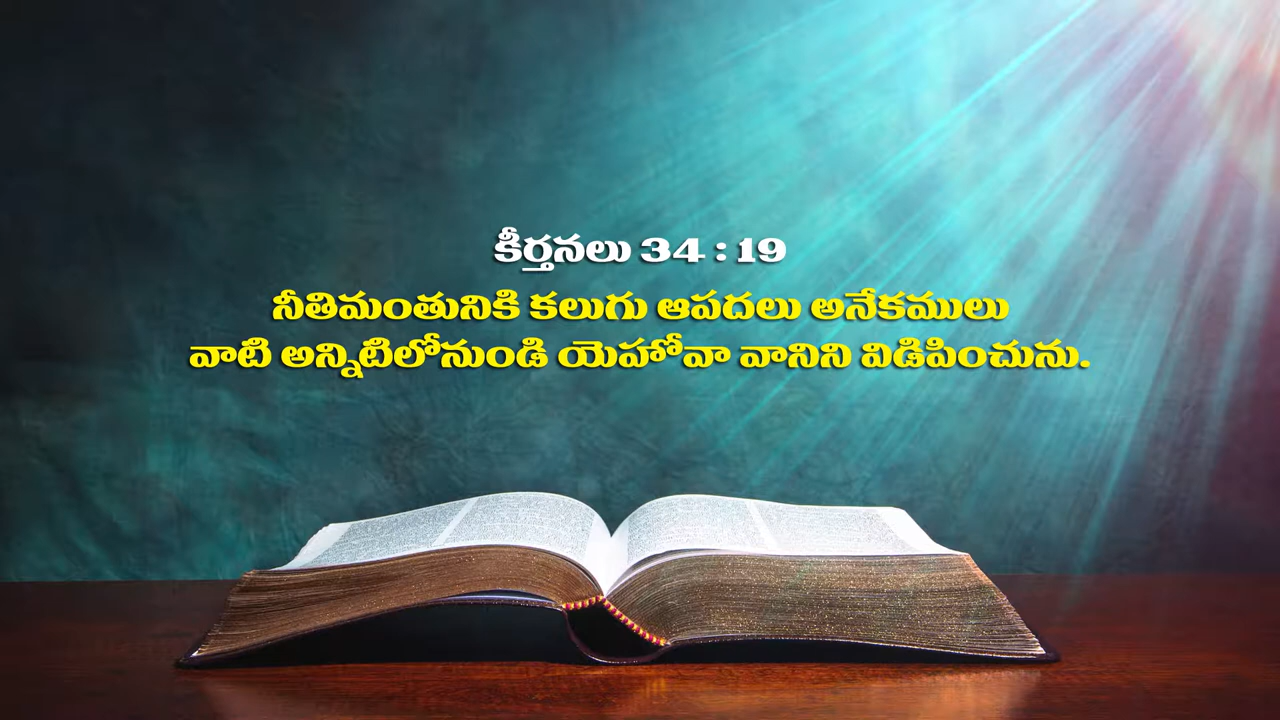 కీర్తనలు 34 : 19
నీతిమంతునికి కలుగు ఆపదలు అనేకములు
వాటి అన్నిటిలోనుండి యెహోవా వానిని విడిపించును.